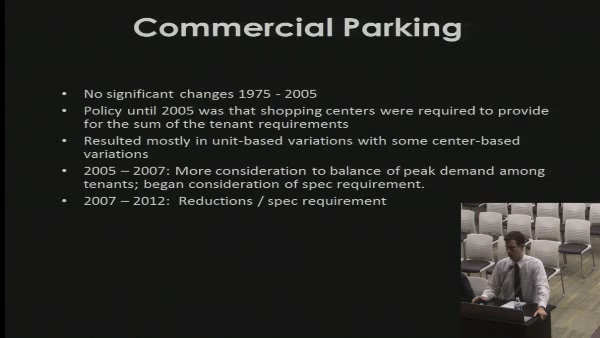 Commercial Parking
• No significant changes 1975 - 2005
• Policy until 2005 was that shopping centers were required to provide
for the sum of the tenant requirements
• Resulted mostly in unit-based variations with some center-based
variations
• 2005 – 2007: More consideration to balance of peak demand among
tenants; began consideration of spec requirement.
• 2007 – 2012: Reductions / spec requirement